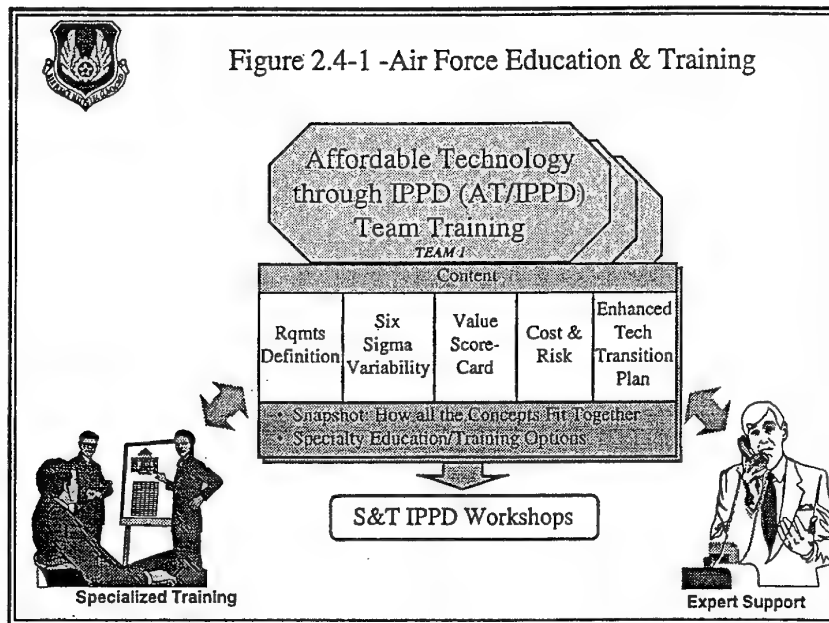 Figure 2.4-1 -Air Force Education & Training
Affordable Technology
through IPPD (AT/IPPD)
Team Training
TEAM 1
Content
Rqmts
Definition
Six
Sigma
Variability
Value
Score-
Card
Cost &
Risk
Enhanced
Tech
Transition
Plan
• Snapshot: How all the Concepts Fit Together
• Specialty Education/Training Options
S&T IPPD Workshops
Specialized Training
Expert Support